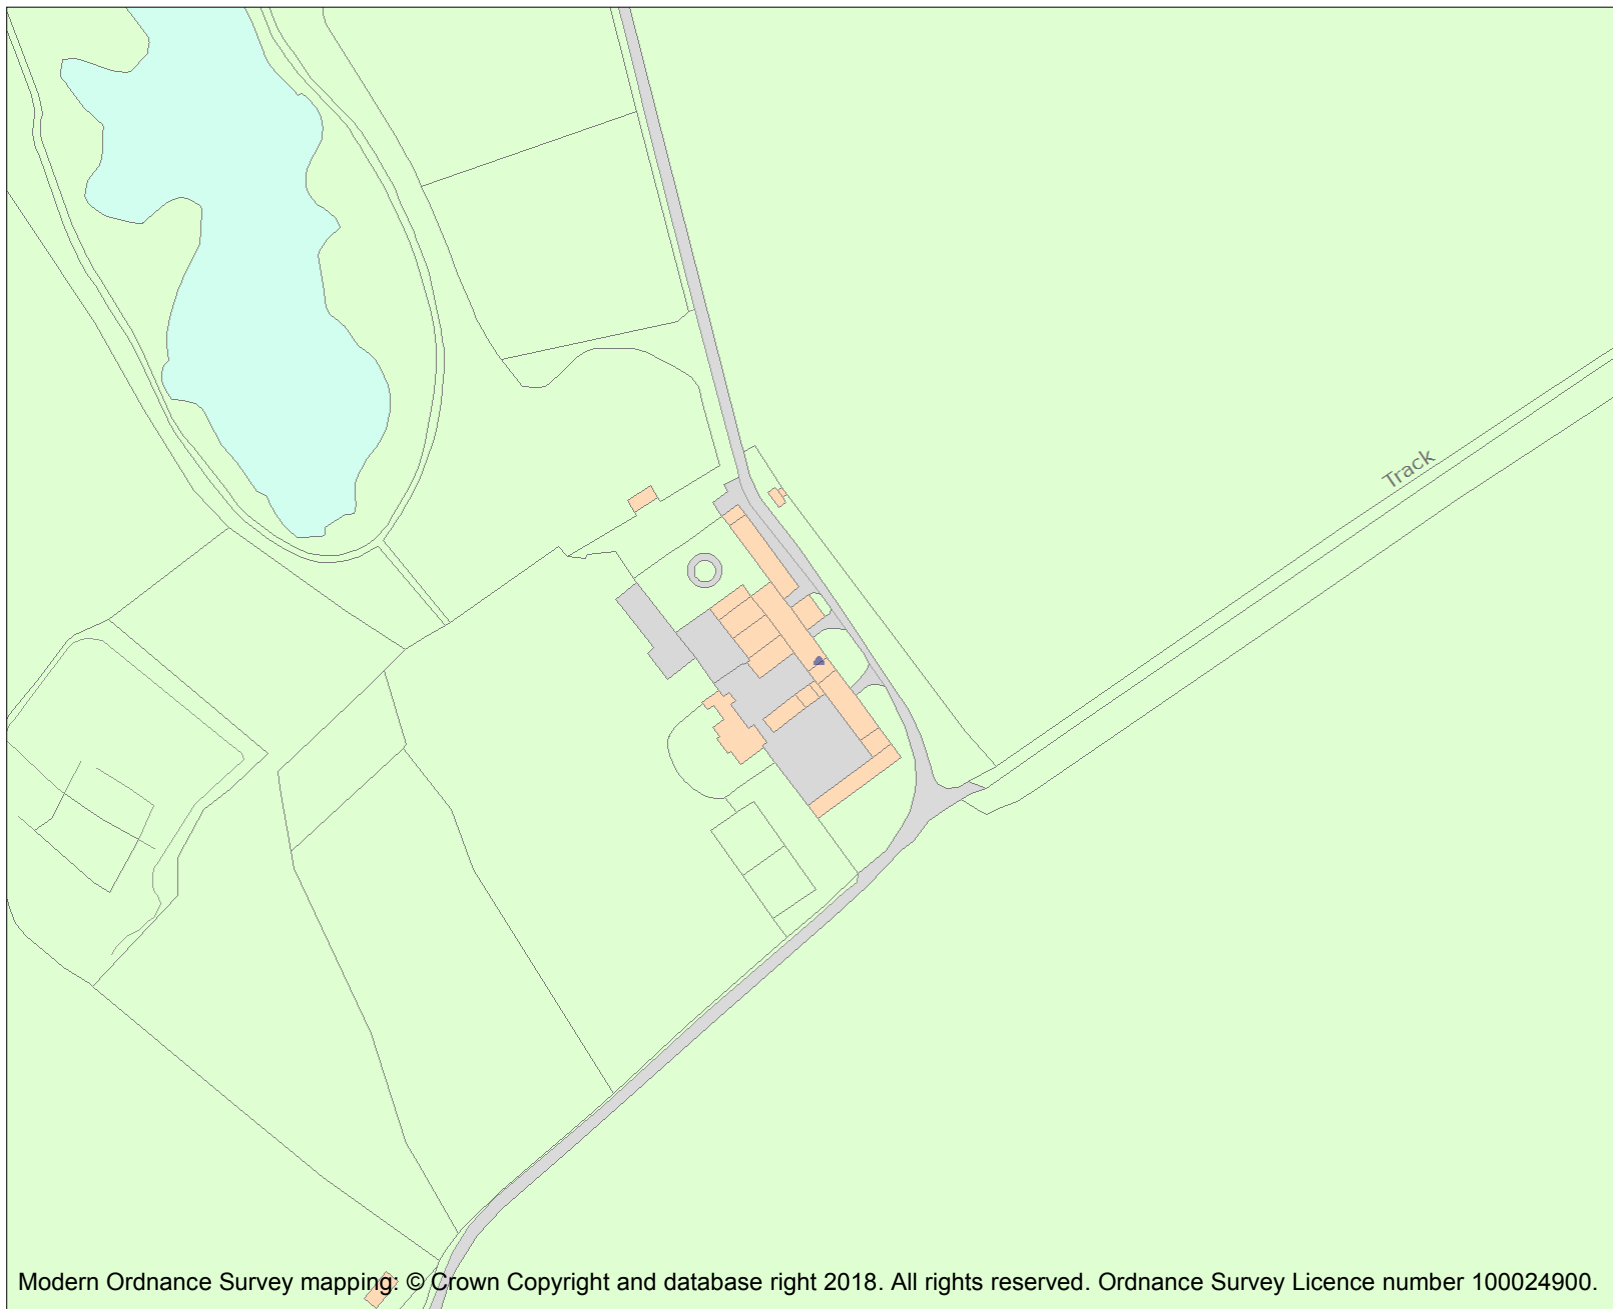 Track
Modern Ordnance Survey mapping: © Crown Copyright and database right 2018. All rights reserved. Ordnance Survey Licence number 100024900.